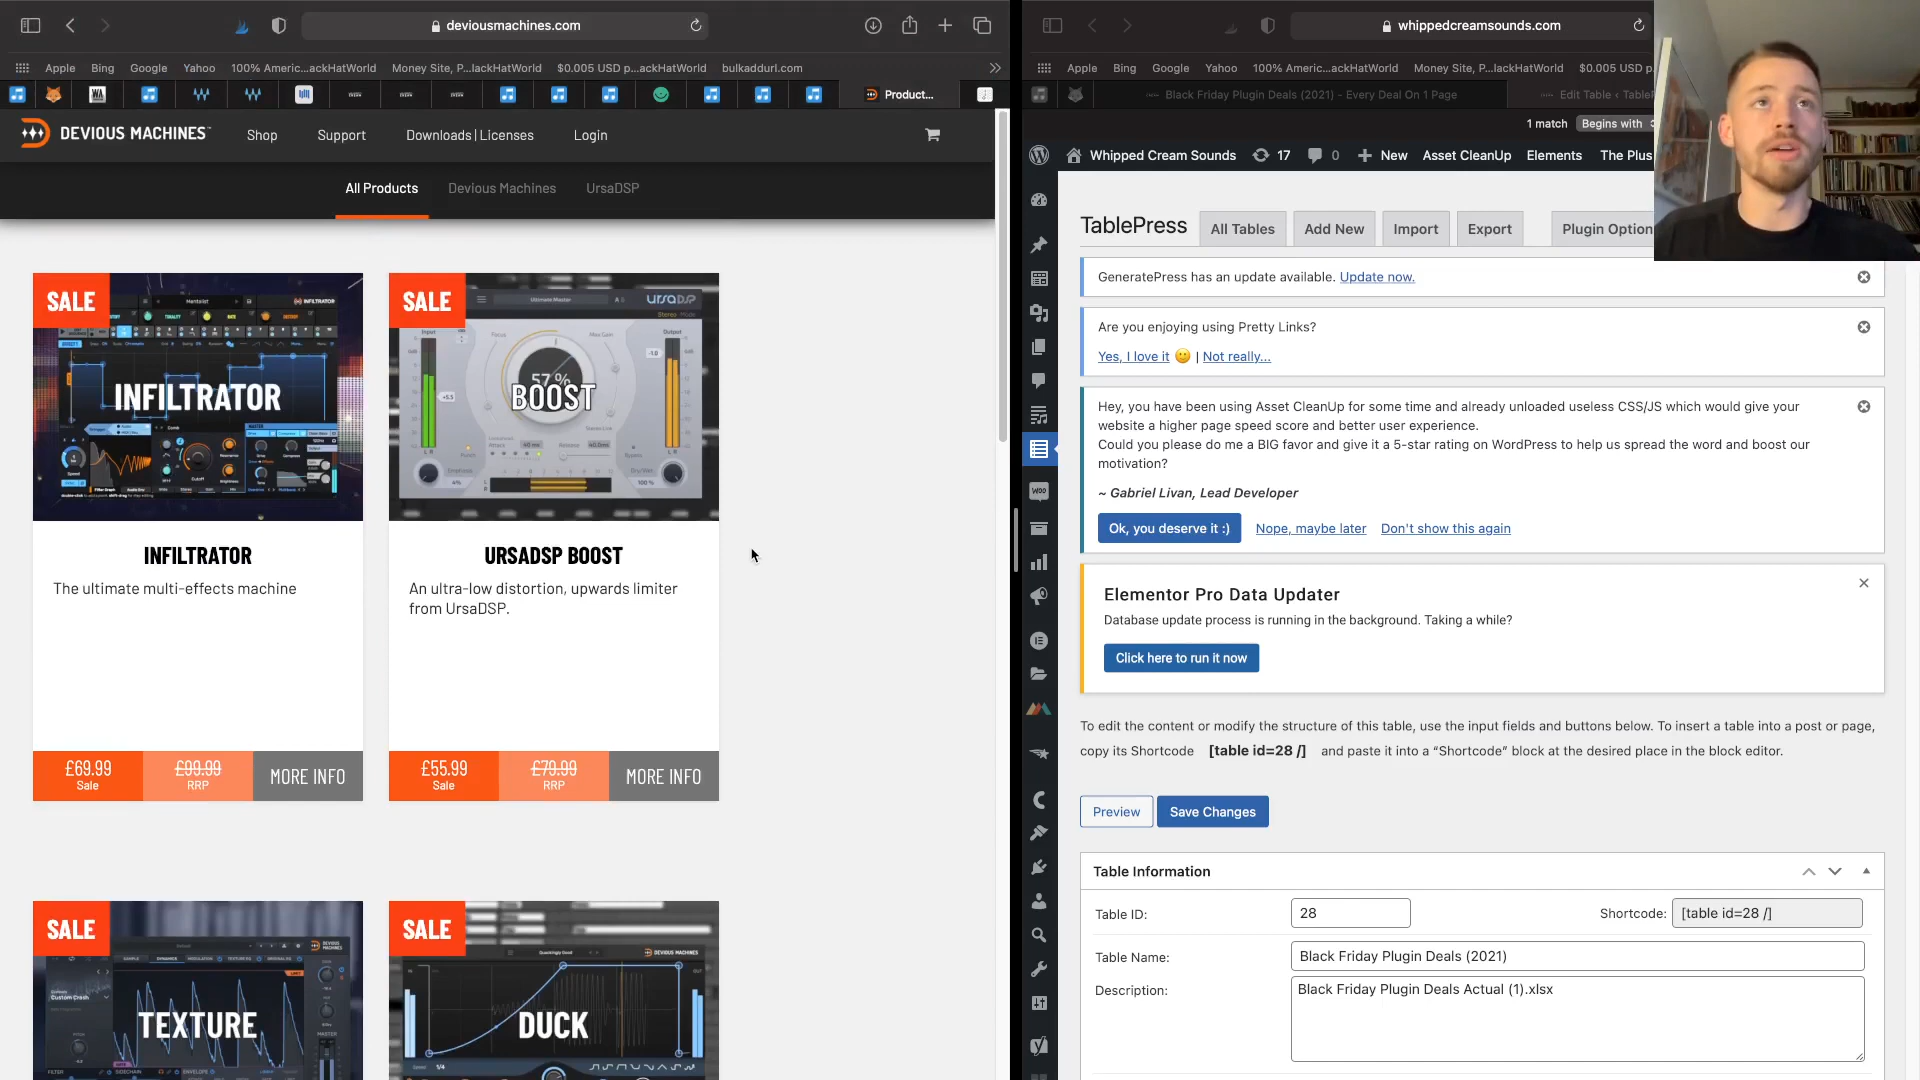 deviousmachines.com
Apple Bing Google Yahoo 100% Americ...ackHatWorld Money Site, P...lackHatWorld $0.005 USD p...ackHatWorld bulkaddurl.com
Product...
DEVIOUS MACHINES
Shop Support Downloads | Licenses Login
All Products Devious Machines UrsaDSP
SALE
INFILTRATOR
INFILTRATOR
The ultimate multi-effects machine
£69.99
Sale
£99.99
RRP
MORE INFO
SALE
Ultimate Master
URSADSP
57%
BOOST
URSADSP BOOST
An ultra-low distortion, upwards limiter
from UrsaDSP.
£55.99
Sale
£79.99
RRP
MORE INFO
SALE
TEXTURE
SALE
DUCK
whippedcreamsounds.com
Apple Bing Google Yahoo 100% Americ...ackHatWorld Money Site, P...lackHatWorld $0.005 USD p
Black Friday Plugin Deals (2021) - Every Deal On 1 Page
Edit Table ‹ Table
1 match Begins with
Whipped Cream Sounds 17 0 New Asset CleanUp Elements The Plus
TablePress All Tables Add New Import Export Plugin Option
GeneratePress has an update available. Update now.
Are you enjoying using Pretty Links?
Yes, I love it 🙂 | Not really...
Hey, you have been using Asset CleanUp for some time and already unloaded useless CSS/JS which would give your
website a higher page speed score and better user experience.
Could you please do me a BIG favor and give it a 5-star rating on WordPress to help us spread the word and boost our
motivation?
~ Gabriel Livan, Lead Developer
Ok, you deserve it :) Nope, maybe later Don't show this again
Elementor Pro Data Updater
Database update process is running in the background. Taking a while?
Click here to run it now
To edit the content or modify the structure of this table, use the input fields and buttons below. To insert a table into a post or page,
copy its Shortcode [table id=28 /] and paste it into a “Shortcode” block at the desired place in the block editor.
Preview Save Changes
Table Information
Table ID: 28 Shortcode: [table id=28 /]
Table Name: Black Friday Plugin Deals (2021)
Description: Black Friday Plugin Deals Actual (1).xlsx